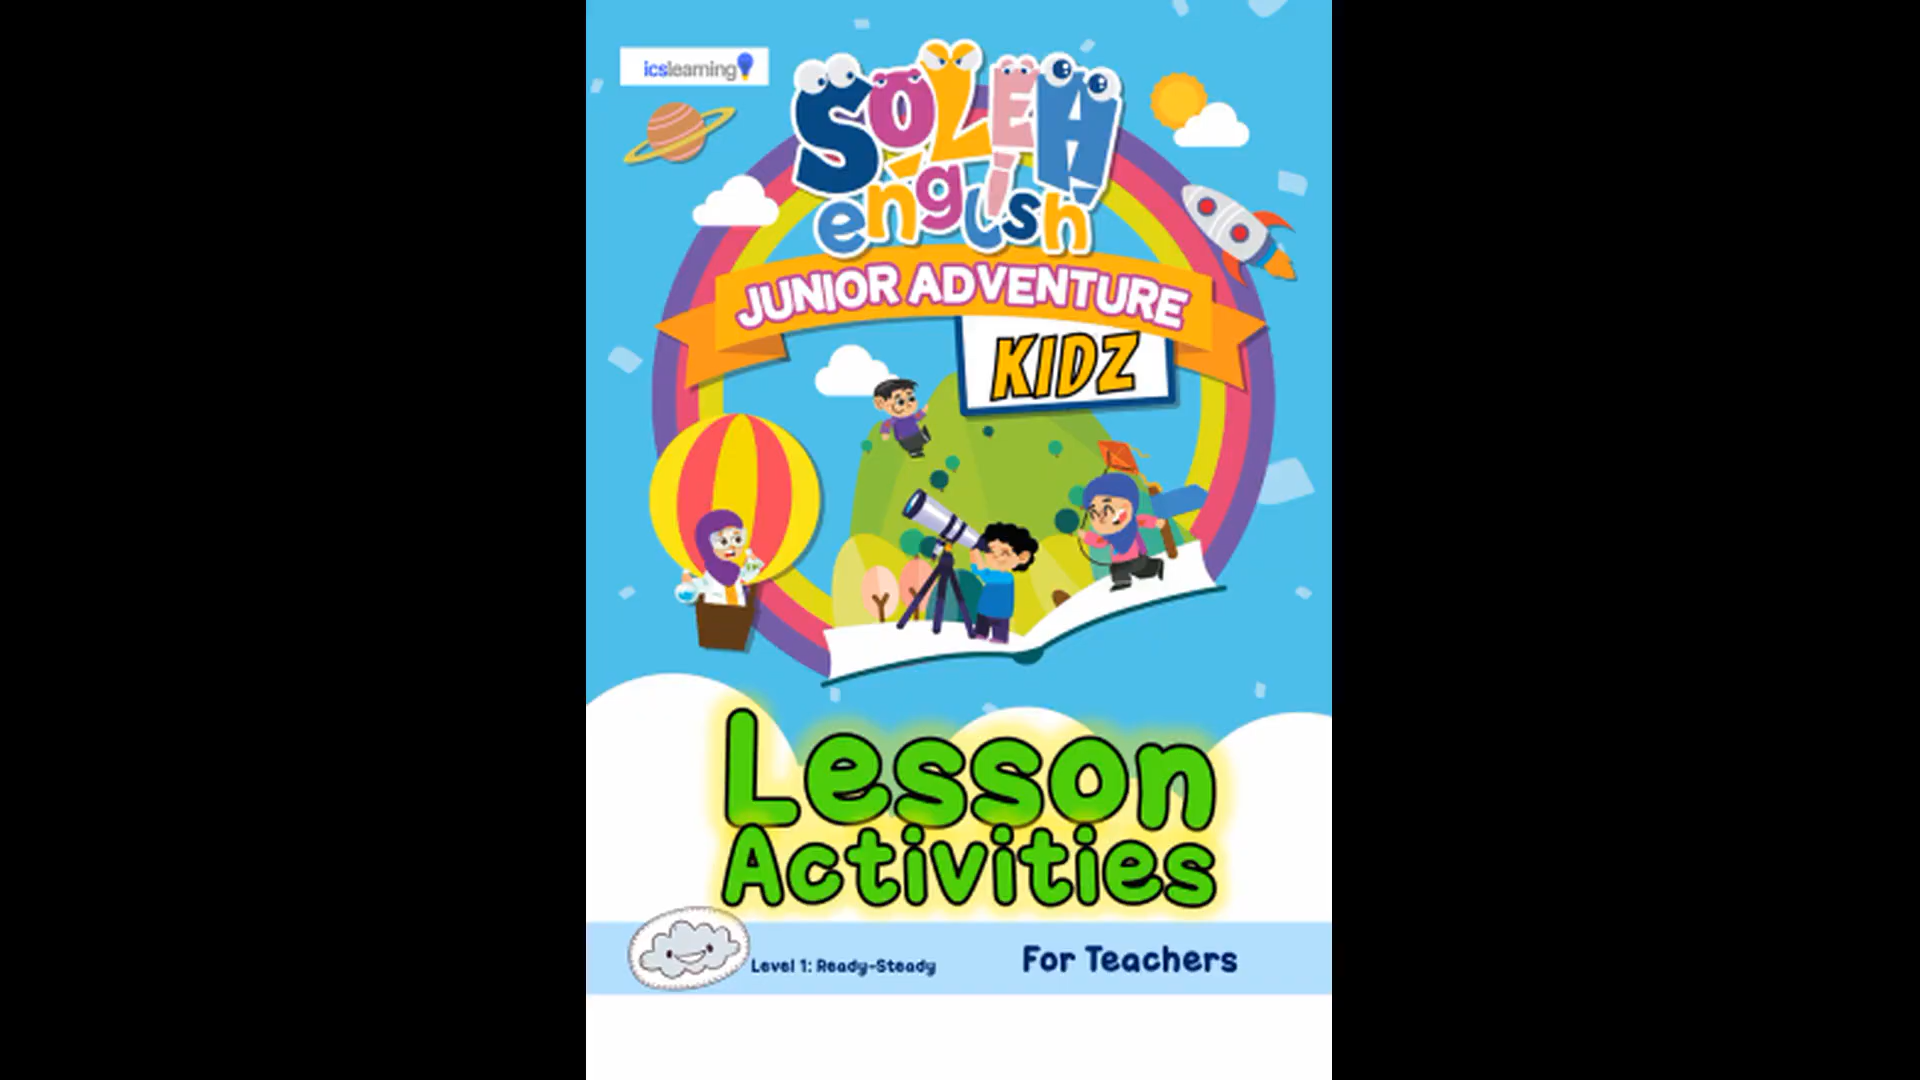 icslearning
SOLEH
english
JUNIOR ADVENTURE
KIDZ
Lesson
Activities
Level 1: Ready-Steady
For Teachers